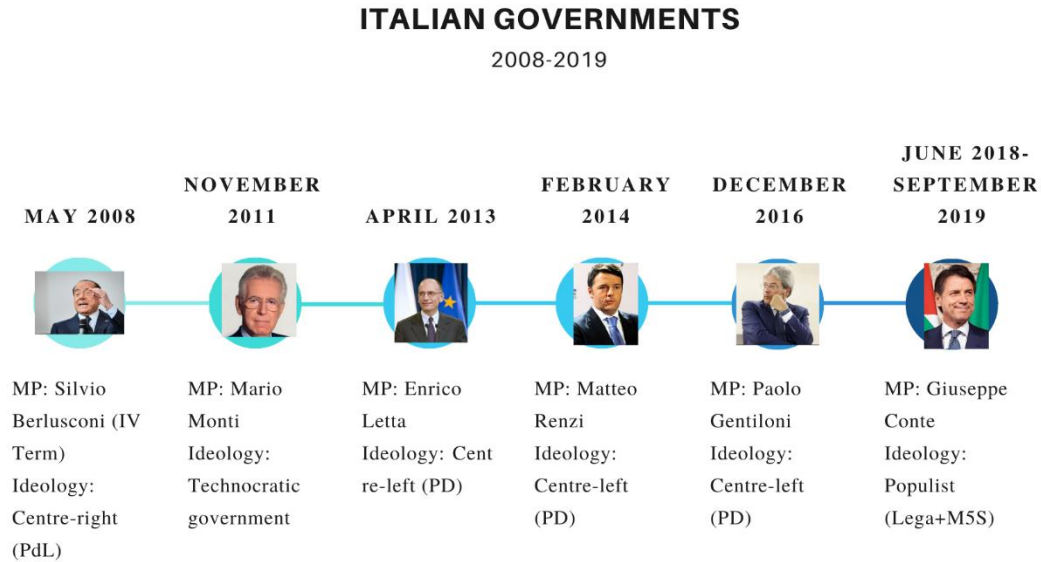 ITALIAN GOVERNMENTS
2008-2019
MAY 2008
MP: Silvio
Berlusconi (IV
Term)
Ideology:
Centre-right
(PdL)
NOVEMBER
2011
MP: Mario
Monti
Ideology:
Technocratic
government
APRIL 2013
MP: Enrico
Letta
Ideology: Cent
re-left (PD)
FEBRUARY
2014
MP: Matteo
Renzi
Ideology:
Centre-left
(PD)
DECEMBER
2016
MP: Paolo
Gentiloni
Ideology:
Centre-left
(PD)
JUNE 2018-
SEPTEMBER
2019
MP: Giuseppe
Conte
Ideology:
Populist
(Lega+M5S)